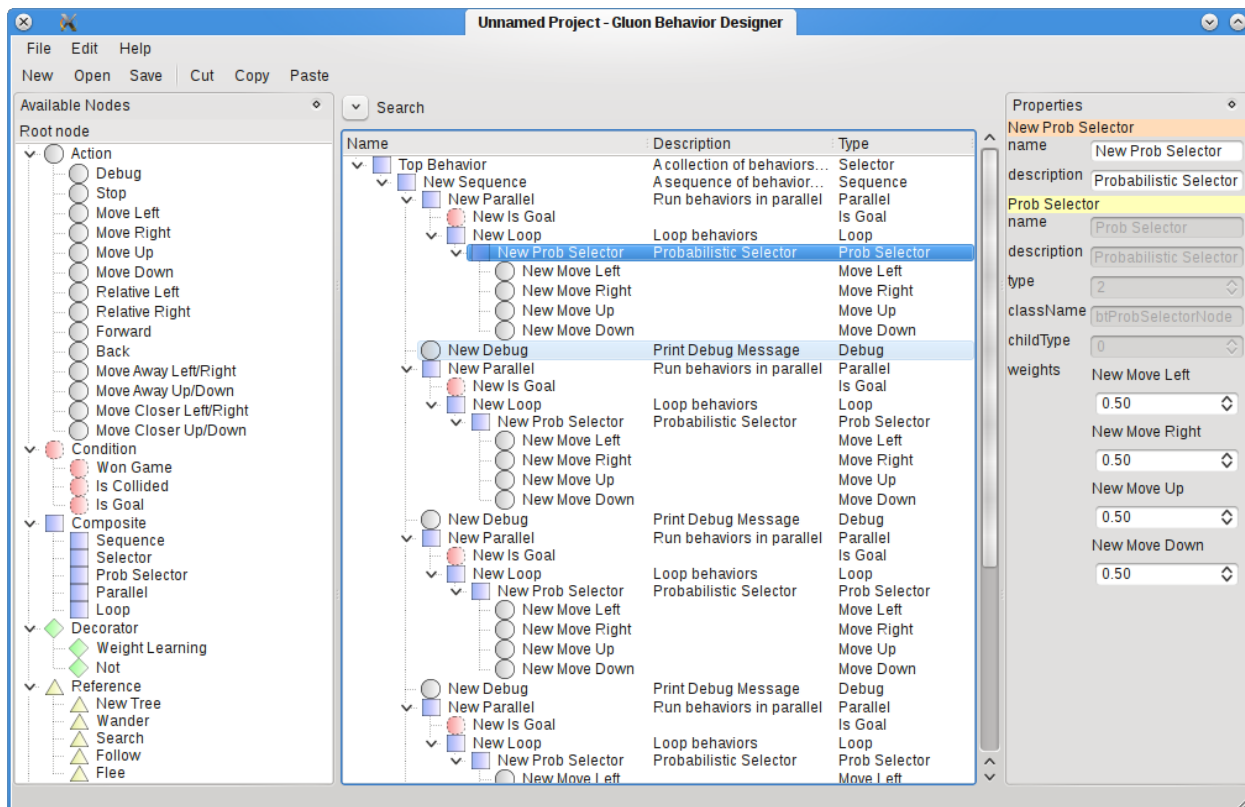 Unnamed Project - Gluon Behavior Designer
File Edit Help
New Open Save Cut Copy Paste
Available Nodes
Root node
Action
Debug
Stop
Move Left
Move Right
Move Up
Move Down
Relative Left
Relative Right
Forward
Back
Move Away Left/Right
Move Away Up/Down
Move Closer Left/Right
Move Closer Up/Down
Condition
Won Game
Is Collided
Is Goal
Composite
Sequence
Selector
Prob Selector
Parallel
Loop
Decorator
Weight Learning
Not
Reference
New Tree
Wander
Search
Follow
Flee
Search
Name Description Type
Top Behavior A collection of behaviors... Selector
New Sequence A sequence of behavior... Sequence
New Parallel Run behaviors in parallel Parallel
New Is Goal Is Goal
New Loop Loop behaviors Loop
New Prob Selector Probabilistic Selector Prob Selector
New Move Left Move Left
New Move Right Move Right
New Move Up Move Up
New Move Down Move Down
New Debug Print Debug Message Debug
New Parallel Run behaviors in parallel Parallel
New Is Goal Is Goal
New Loop Loop behaviors Loop
New Prob Selector Probabilistic Selector Prob Selector
New Move Left Move Left
New Move Right Move Right
New Move Up Move Up
New Move Down Move Down
New Debug Print Debug Message Debug
New Parallel Run behaviors in parallel Parallel
New Is Goal Is Goal
New Loop Loop behaviors Loop
New Prob Selector Probabilistic Selector Prob Selector
New Move Left Move Left
New Move Right Move Right
New Move Up Move Up
New Move Down Move Down
New Debug Print Debug Message Debug
New Parallel Run behaviors in parallel Parallel
New Is Goal Is Goal
New Loop Loop behaviors Loop
New Prob Selector Probabilistic Selector Prob Selector
New Move Left Move Left
Properties
New Prob Selector
name New Prob Selector
description Probabilistic Selector
Prob Selector
name Prob Selector
description Probabilistic Selector
type 2
className btProbSelectorNode
childType 0
weights New Move Left
0.50
New Move Right
0.50
New Move Up
0.50
New Move Down
0.50